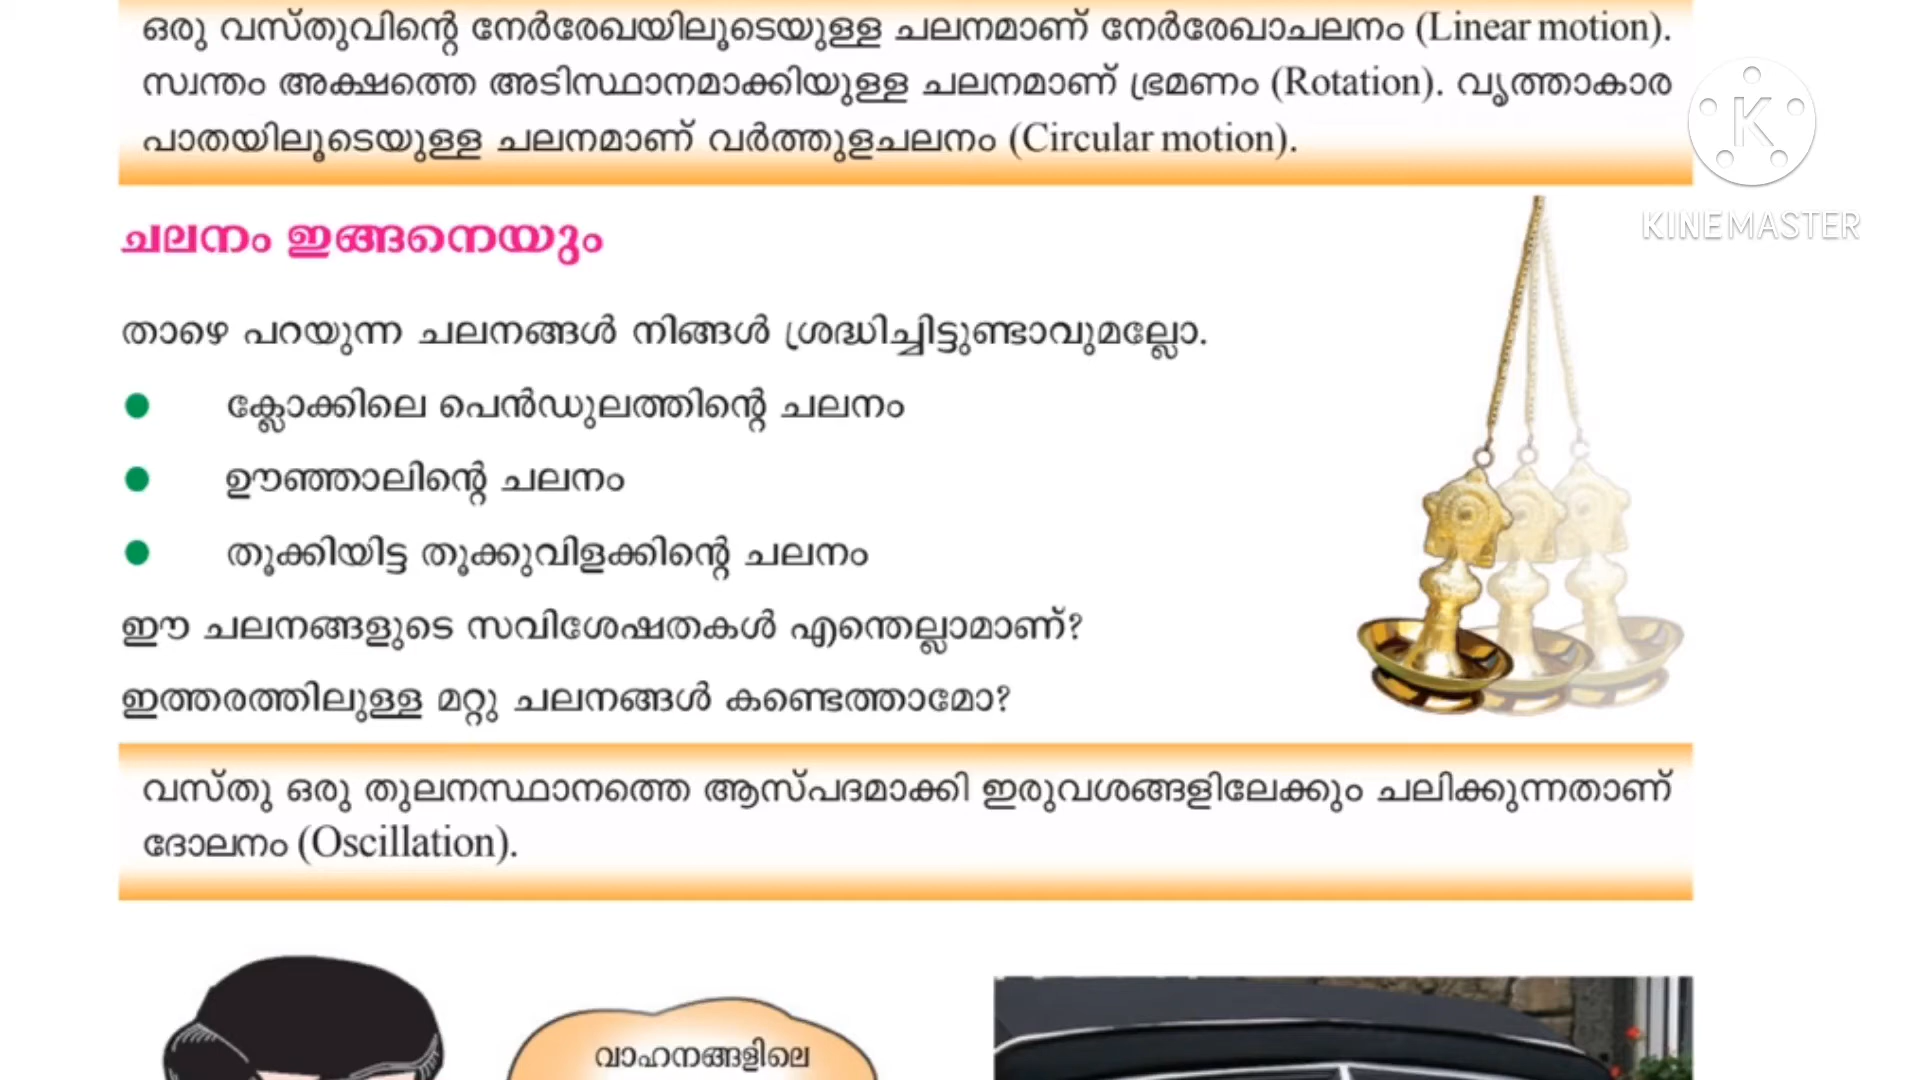 ഒരു വസ്തുവിന്റെ നേർരേഖയിലൂടെയുള്ള ചലനമാണ് നേർരേഖാചലനം (Linear motion).
സ്വന്തം അക്ഷത്തെ അടിസ്ഥാനമാക്കിയുള്ള ചലനമാണ് ഭ്രമണം (Rotation). വൃത്താകാര
പാതയിലൂടെയുള്ള ചലനമാണ് വർത്തുളചലനം (Circular motion).
K
KINEMASTER
ചലനം ഇങ്ങനെയും
താഴെ പറയുന്ന ചലനങ്ങൾ നിങ്ങൾ ശ്രദ്ധിച്ചിട്ടുണ്ടാവുമല്ലോ.
● ക്ലോക്കിലെ പെൻഡുലത്തിന്റെ ചലനം
● ഊഞ്ഞാലിന്റെ ചലനം
● തൂക്കിയിട്ട തൂക്കുവിളക്കിന്റെ ചലനം
ഈ ചലനങ്ങളുടെ സവിശേഷതകൾ എന്തെല്ലാമാണ്?
ഇത്തരത്തിലുള്ള മറ്റു ചലനങ്ങൾ കണ്ടെത്താമോ?
വസ്തു ഒരു തുലനസ്ഥാനത്തെ ആസ്പദമാക്കി ഇരുവശങ്ങളിലേക്കും ചലിക്കുന്നതാണ്
ദോലനം (Oscillation).
വാഹനങ്ങളിലെ